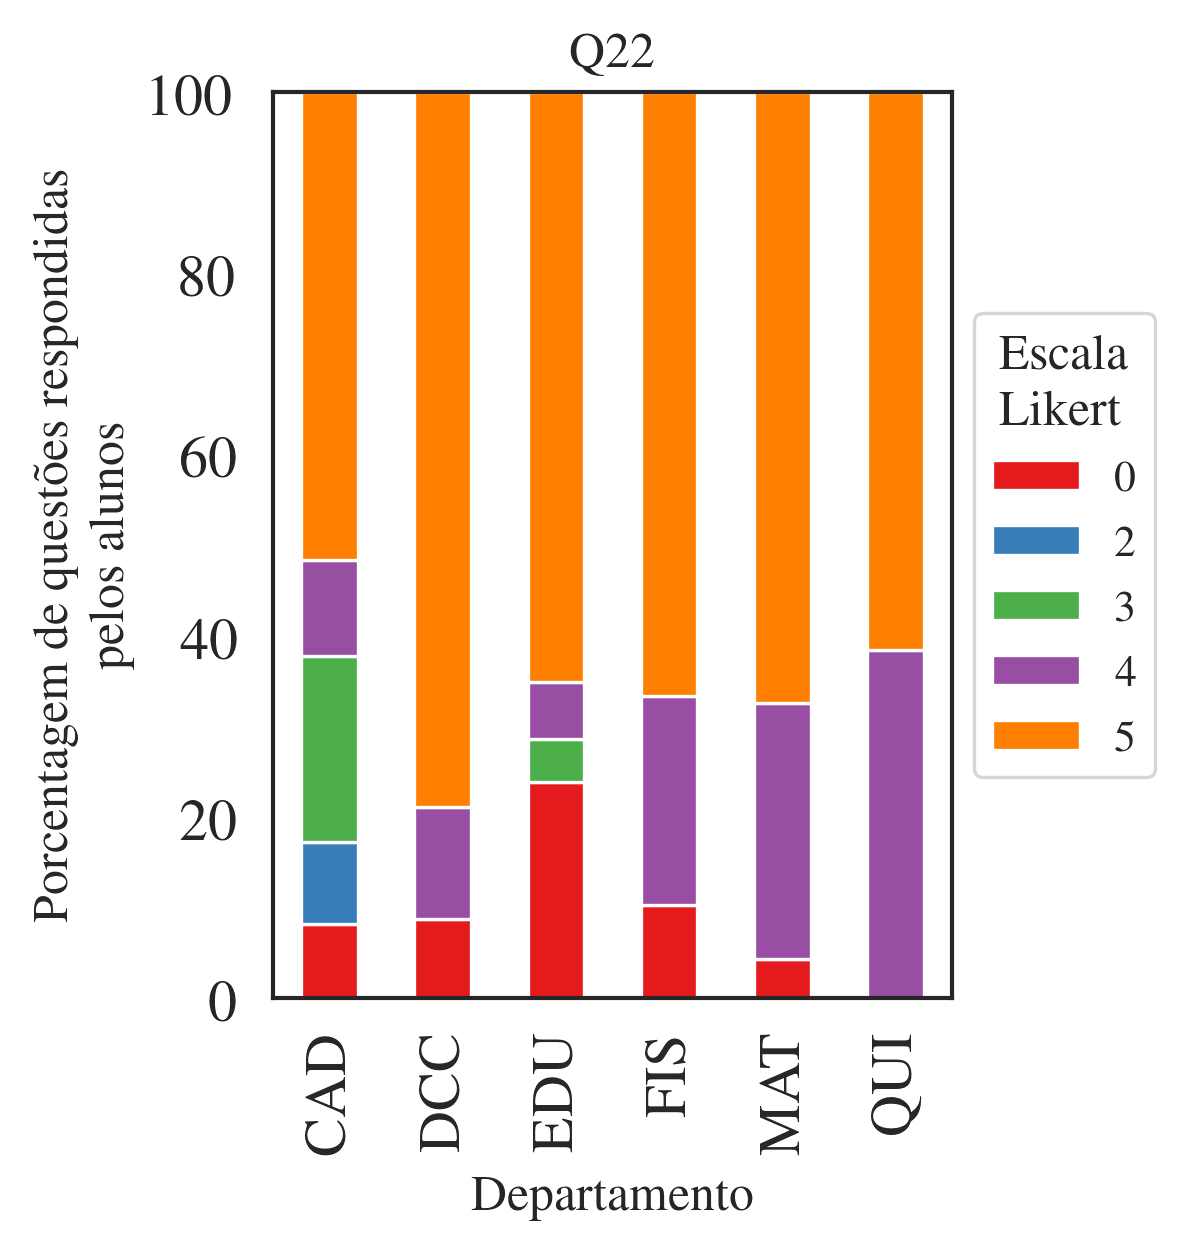 Q22
100
80
60
40
20
0
Porcentagem de questões respondidas
pelos alunos
CAD
DCC
EDU
FIS
MAT
QUI
Departamento
Escala
Likert
0
2
3
4
5